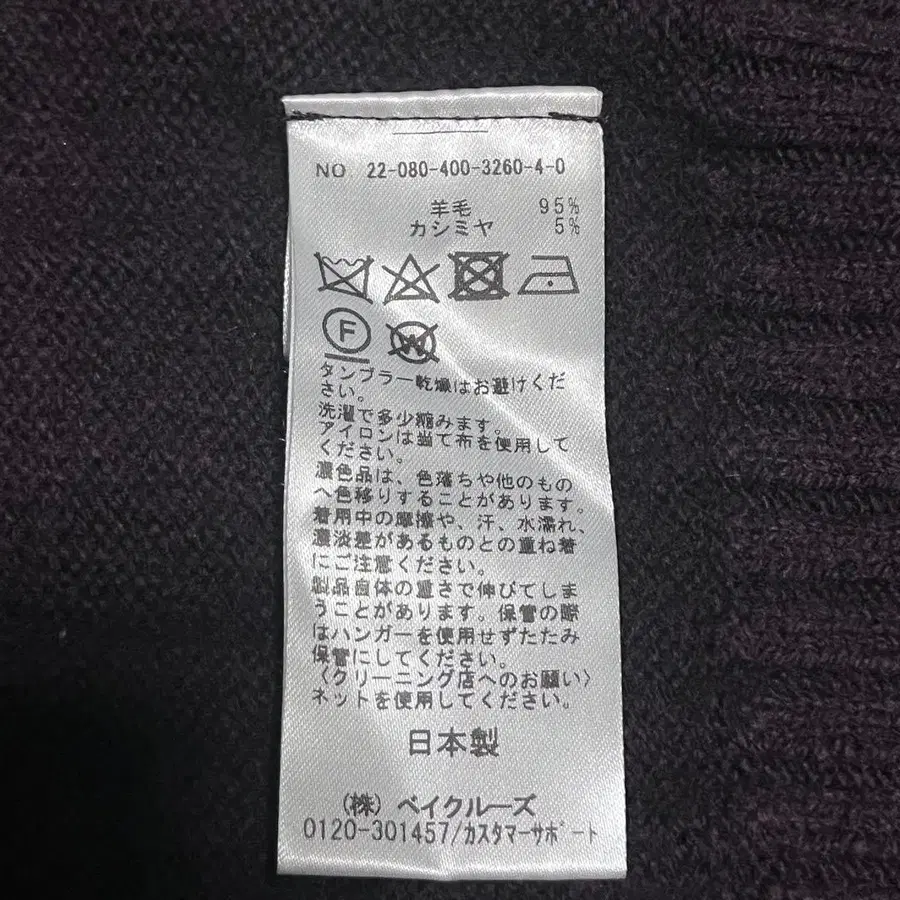 NO. 22-080-400-3260-4-0
羊毛 95%
カシミヤ 5%
F W
タンブラー乾燥はお避けくだ
さい。
洗濯で多少縮みます。
アイロンは当て布を使用して
ください。
濃色品は、色落ちや他のもの
へ色移りすることがあります。
着用中の摩擦や、汗、水濡れ、
濃淡差があるものとの重ね着
にご注意ください。
製品自体の重さで伸びてしま
うことがあります。保管の際
はハンガーを使用せずたたみ
保管にしてください。
〈クリーニング店へのお願い〉
ネットを使用してください。
日本製
(株) ベイクルーズ
0120-301457/カスタマーサポート